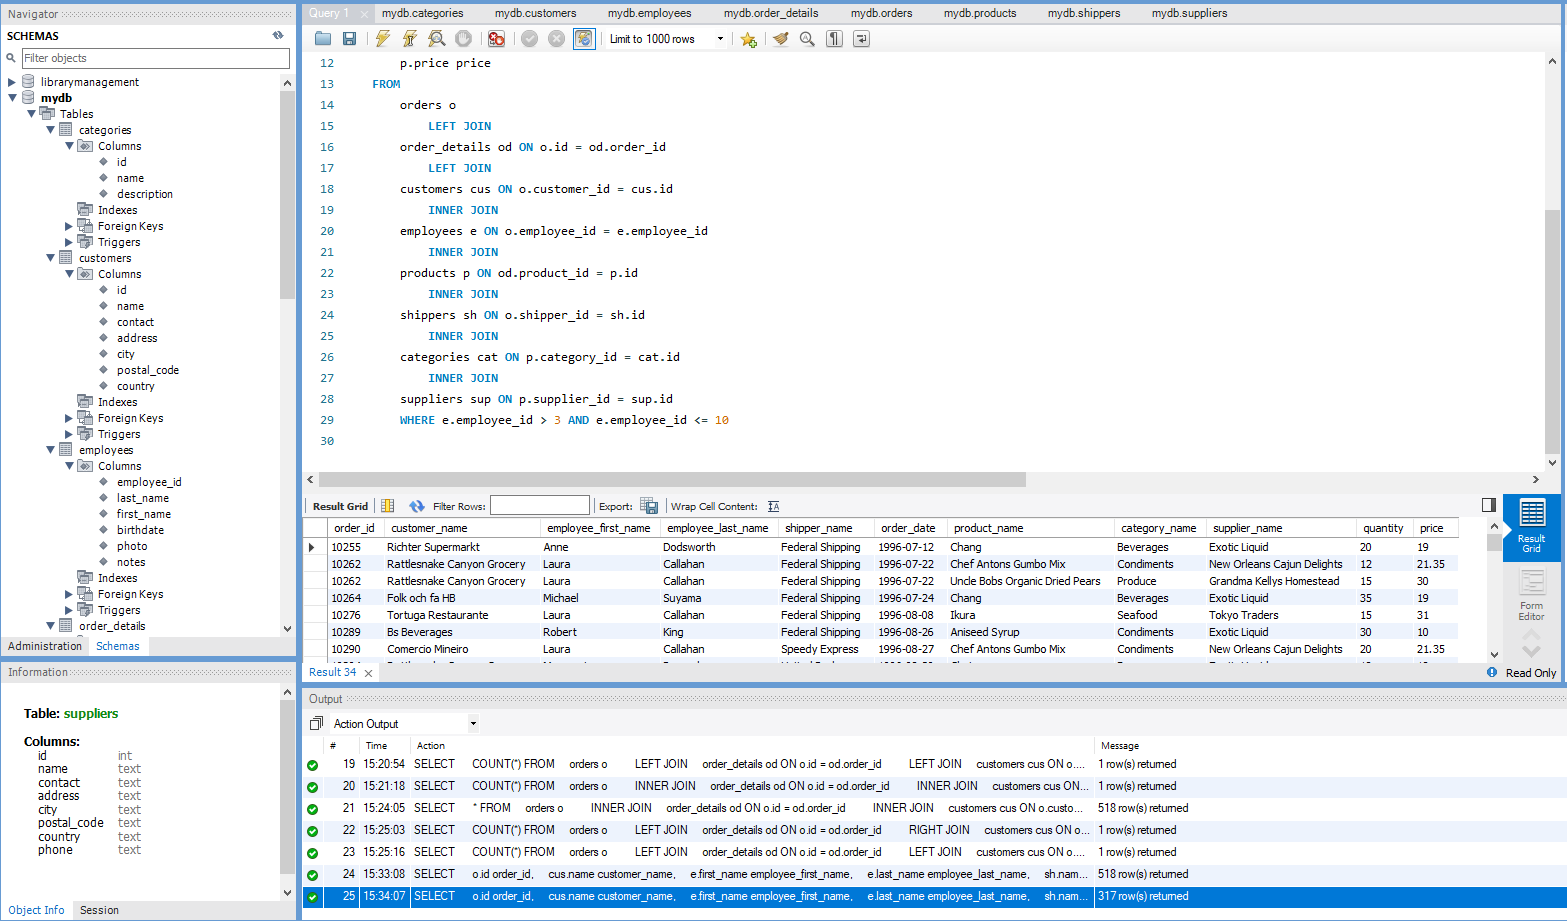 Navigator
SCHEMAS
Filter objects
librarymanagement
mydb
Tables
categories
Columns
id
name
description
Indexes
Foreign Keys
Triggers
customers
Columns
id
name
contact
address
city
postal_code
country
Indexes
Foreign Keys
Triggers
employees
Columns
employee_id
last_name
first_name
birthdate
photo
notes
Indexes
Foreign Keys
Triggers
order_details
Administration Schemas
Information
Table: suppliers
Columns:
id int
name text
contact text
address text
city text
postal_code text
country text
phone text
Object Info Session
Query 1 mydb.categories mydb.customers mydb.employees mydb.order_details mydb.orders mydb.products mydb.shippers mydb.suppliers
Limit to 1000 rows
12 p.price price
13 FROM
14 orders o
15 LEFT JOIN
16 order_details od ON o.id = od.order_id
17 LEFT JOIN
18 customers cus ON o.customer_id = cus.id
19 INNER JOIN
20 employees e ON o.employee_id = e.employee_id
21 INNER JOIN
22 products p ON od.product_id = p.id
23 INNER JOIN
24 shippers sh ON o.shipper_id = sh.id
25 INNER JOIN
26 categories cat ON p.category_id = cat.id
27 INNER JOIN
28 suppliers sup ON p.supplier_id = sup.id
29 WHERE e.employee_id > 3 AND e.employee_id <= 10
30
Result Grid Filter Rows: Export: Wrap Cell Content:
order_id customer_name employee_first_name employee_last_name shipper_name order_date product_name category_name supplier_name quantity price
10255 Richter Supermarkt Anne Dodsworth Federal Shipping 1996-07-12 Chang Beverages Exotic Liquid 20 19
10262 Rattlesnake Canyon Grocery Laura Callahan Federal Shipping 1996-07-22 Chef Antons Gumbo Mix Condiments New Orleans Cajun Delights 12 21.35
10262 Rattlesnake Canyon Grocery Laura Callahan Federal Shipping 1996-07-22 Uncle Bobs Organic Dried Pears Produce Grandma Kellys Homestead 15 30
10264 Folk och fa HB Michael Suyama Federal Shipping 1996-07-24 Chang Beverages Exotic Liquid 35 19
10276 Tortuga Restaurante Laura Callahan Federal Shipping 1996-08-08 Ikura Seafood Tokyo Traders 15 31
10289 Bs Beverages Robert King Federal Shipping 1996-08-26 Aniseed Syrup Condiments Exotic Liquid 30 10
10290 Comercio Mineiro Laura Callahan Speedy Express 1996-08-27 Chef Antons Gumbo Mix Condiments New Orleans Cajun Delights 20 21.35
Result Grid
Form Editor
Result 34 Read Only
Output
Action Output
# Time Action Message
19 15:20:54 SELECT COUNT(*) FROM orders o LEFT JOIN order_details od ON o.id = od.order_id LEFT JOIN customers cus ON o.... 1 row(s) returned
20 15:21:18 SELECT COUNT(*) FROM orders o INNER JOIN order_details od ON o.id = od.order_id INNER JOIN customers cus ON... 1 row(s) returned
21 15:24:05 SELECT * FROM orders o INNER JOIN order_details od ON o.id = od.order_id INNER JOIN customers cus ON o.custo... 518 row(s) returned
22 15:25:03 SELECT COUNT(*) FROM orders o LEFT JOIN order_details od ON o.id = od.order_id RIGHT JOIN customers cus ON o... 1 row(s) returned
23 15:25:16 SELECT COUNT(*) FROM orders o LEFT JOIN order_details od ON o.id = od.order_id LEFT JOIN customers cus ON o.... 1 row(s) returned
24 15:33:08 SELECT o.id order_id, cus.name customer_name, e.first_name employee_first_name, e.last_name employee_last_name, sh.nam... 518 row(s) returned
25 15:34:07 SELECT o.id order_id, cus.name customer_name, e.first_name employee_first_name, e.last_name employee_last_name, sh.nam... 317 row(s) returned